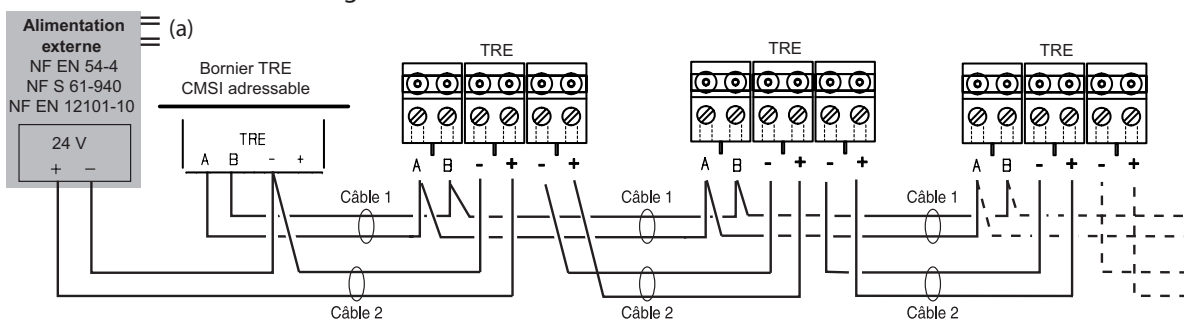 Alimentation
externe
NF EN 54-4
NF S 61-940
NF EN 12101-10
24 V
+ −
(a)
Bornier TRE
CMSI adressable
TRE
A B - +
TRE
A B - + - +
TRE
A B - + - +
TRE
A B - + - +
Câble 1
Câble 1
Câble 1
Câble 2
Câble 2
Câble 2